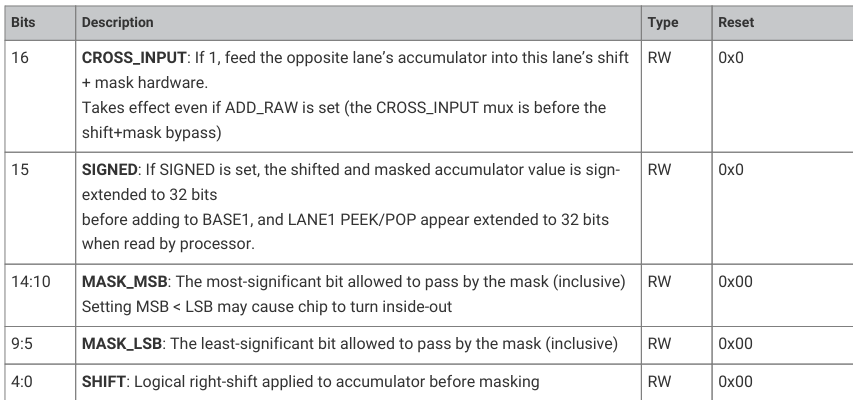 Bits Description Type Reset
16 CROSS_INPUT: If 1, feed the opposite lane’s accumulator into this lane’s shift RW 0x0
+ mask hardware.
Takes effect even if ADD_RAW is set (the CROSS_INPUT mux is before the
shift+mask bypass)
15 SIGNED: If SIGNED is set, the shifted and masked accumulator value is sign- RW 0x0
extended to 32 bits
before adding to BASE1, and LANE1 PEEK/POP appear extended to 32 bits
when read by processor.
14:10 MASK_MSB: The most-significant bit allowed to pass by the mask (inclusive) RW 0x00
Setting MSB < LSB may cause chip to turn inside-out
9:5 MASK_LSB: The least-significant bit allowed to pass by the mask (inclusive) RW 0x00
4:0 SHIFT: Logical right-shift applied to accumulator before masking RW 0x00